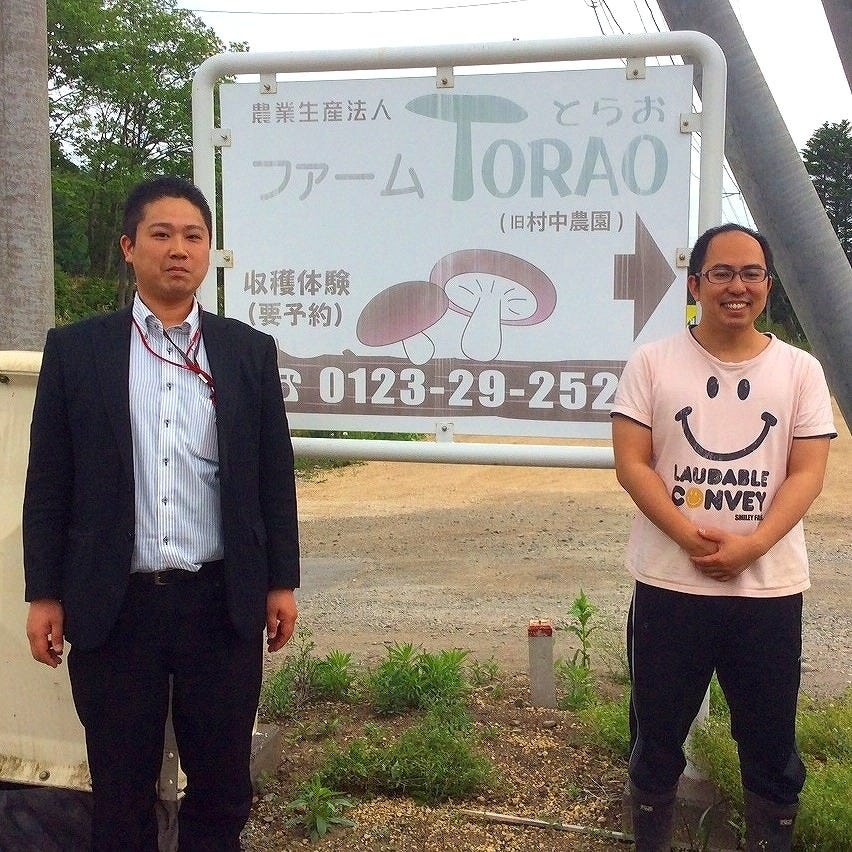 農業生産法人
とらお
ファーム TORAO
(旧村中農園)
収穫体験
(要予約)
0123-29-252
LAUDABLE
CONVEY